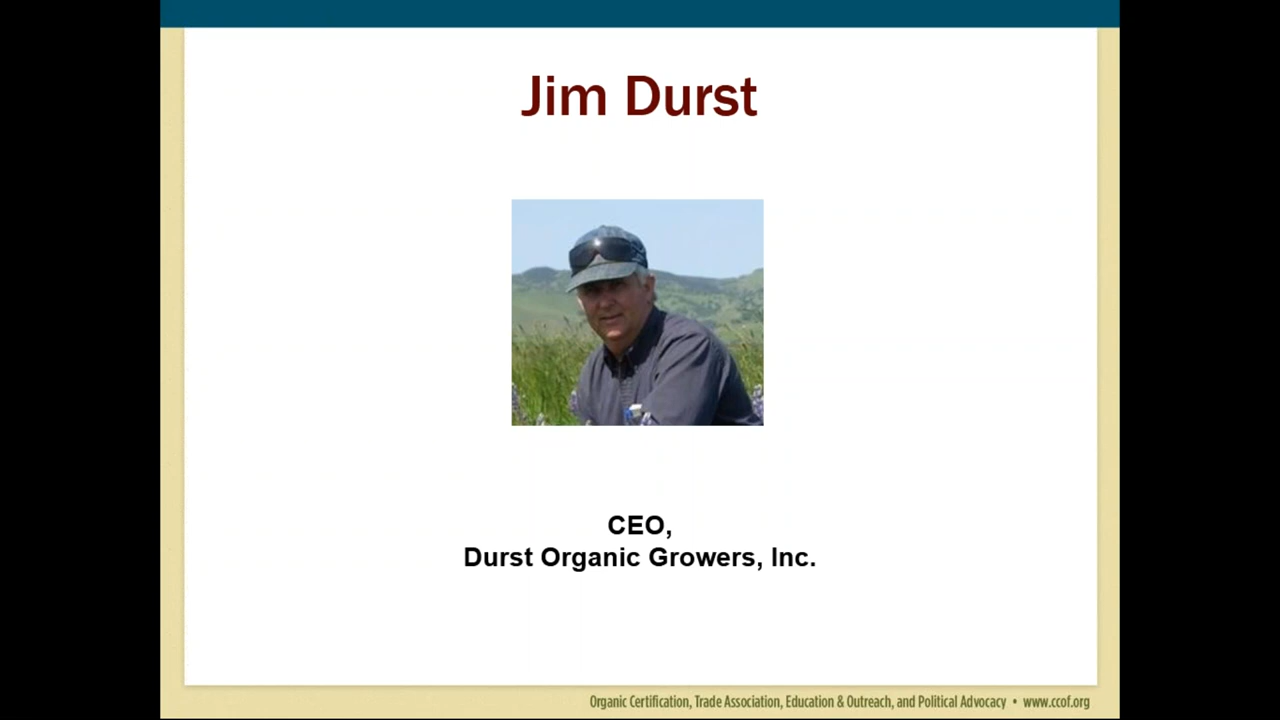 Jim Durst
CEO,
Durst Organic Growers, Inc.
Organic Certification, Trade Association, Education & Outreach, and Political Advocacy • www.ccof.org